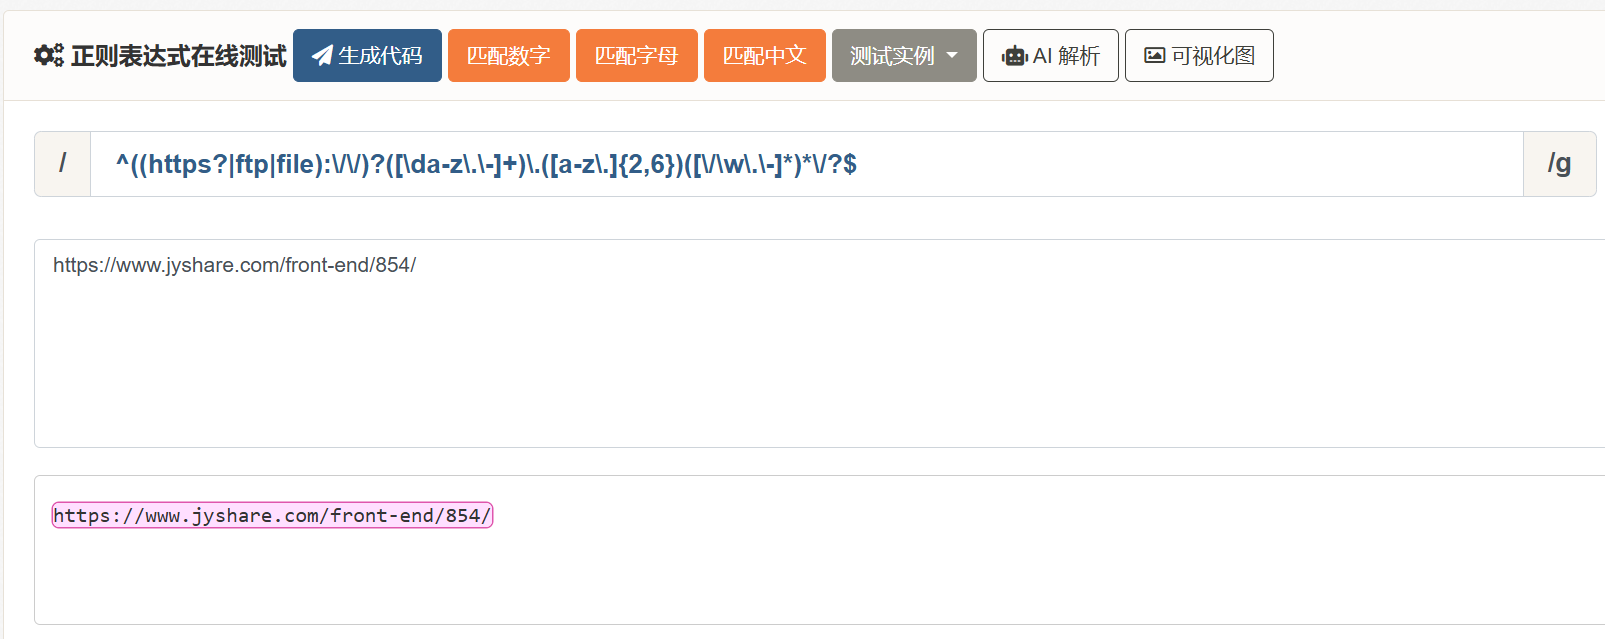 正则表达式在线测试 生成代码 匹配数字 匹配字母 匹配中文 测试实例 AI 解析 可视化图
/ ^((https?|ftp|file):\/\/)?([\da-z\.\-]+)\.([a-z\.]{2,6})([\/\w\.\-]*)*\/?$ /g
https://www.jyshare.com/front-end/854/
https://www.jyshare.com/front-end/854/